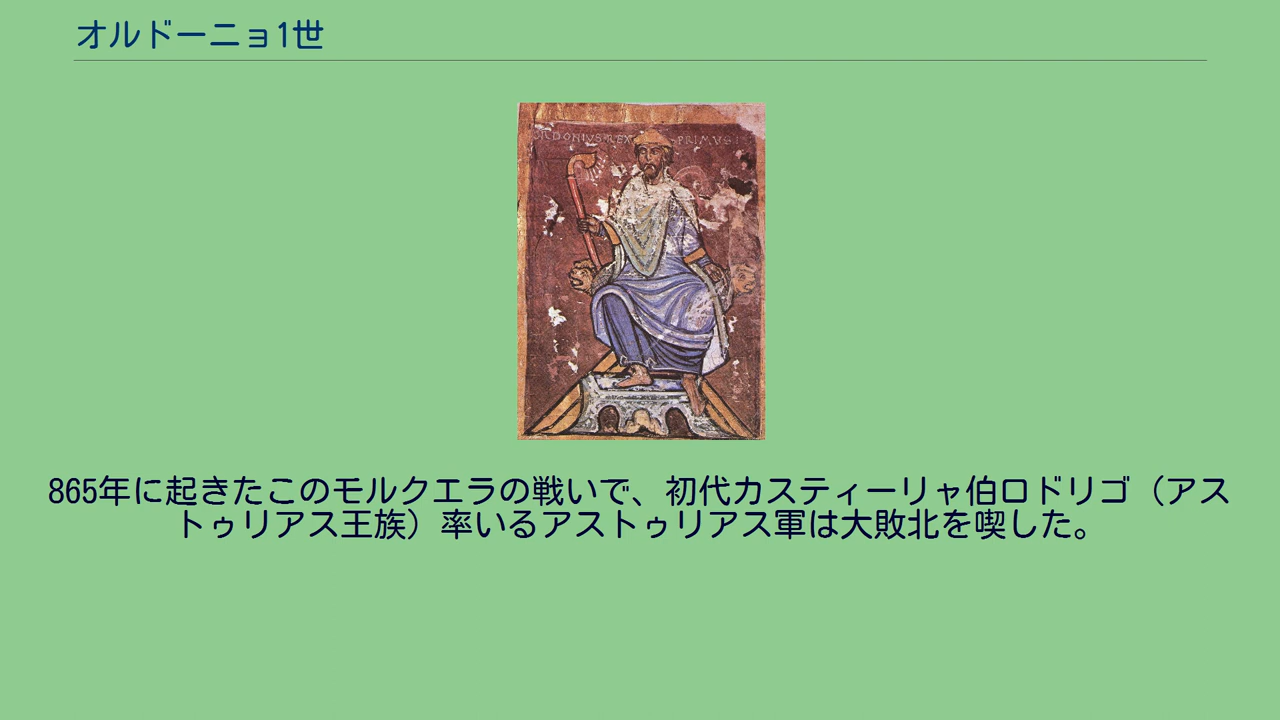 オルドーニョ1世
ORDONIUS REX PRIMUS
865年に起きたこのモルクエラの戦いで、初代カスティーリャ伯ロドリゴ（アス
トゥリアス王族）率いるアストゥリアス軍は大敗北を喫した。